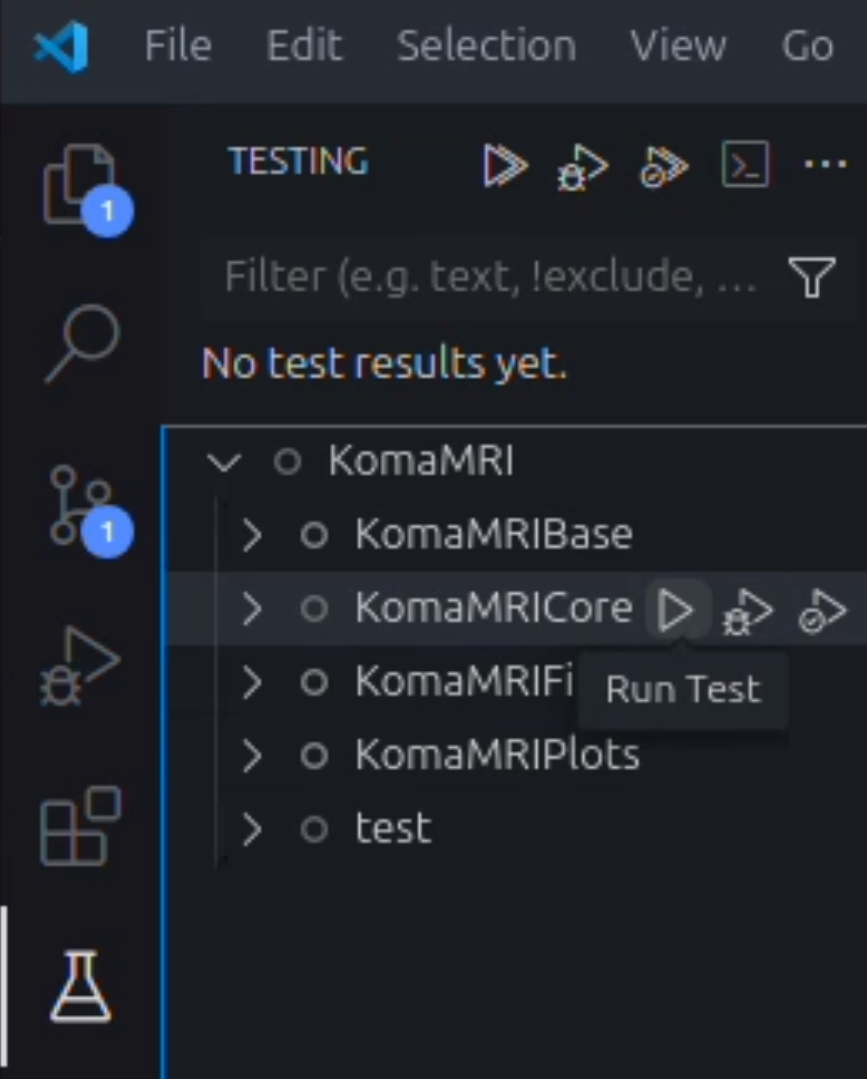 File Edit Selection View Go
TESTING
1
Filter (e.g. text, !exclude, ...
No test results yet.
KomaMRI
1
KomaMRIBase
KomaMRICore
KomaMRIFi
Run Test
KomaMRIPlots
test